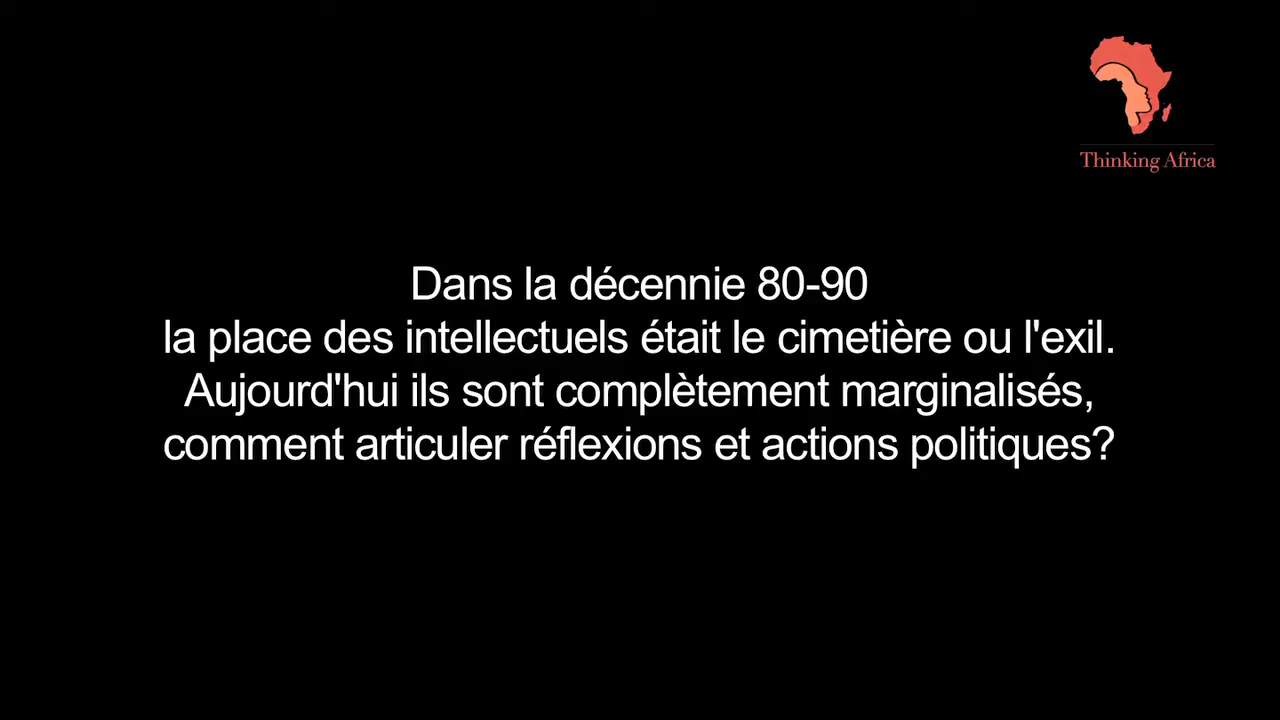 Thinking Africa
Dans la décennie 80-90
la place des intellectuels était le cimetière ou l'exil.
Aujourd'hui ils sont complètement marginalisés,
comment articuler réflexions et actions politiques?